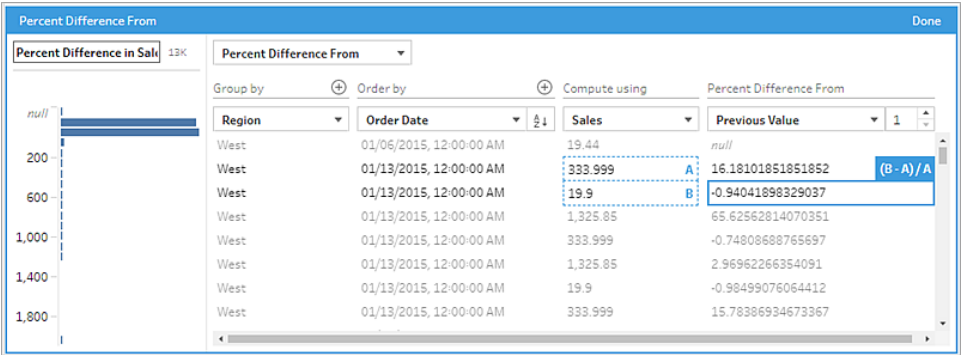 Percent Difference From Done
Percent Difference in Sale 13K Percent Difference From
Group by Order by Compute using Percent Difference From
Region Order Date A Z Sales Previous Value 1
null
200
600
1,000
1,400
1,800
West 01/06/2015, 12:00:00 AM 19.44 null
West 01/13/2015, 12:00:00 AM 333.999 A 16.18101851851852 (B - A) / A
West 01/13/2015, 12:00:00 AM 19.9 B -0.94041898329037
West 01/13/2015, 12:00:00 AM 1,325.85 65.62562814070351
West 01/13/2015, 12:00:00 AM 333.999 -0.74808688765697
West 01/13/2015, 12:00:00 AM 1,325.85 2.96962266354091
West 01/13/2015, 12:00:00 AM 19.9 -0.98499076064412
West 01/13/2015, 12:00:00 AM 333.999 15.78386934673367